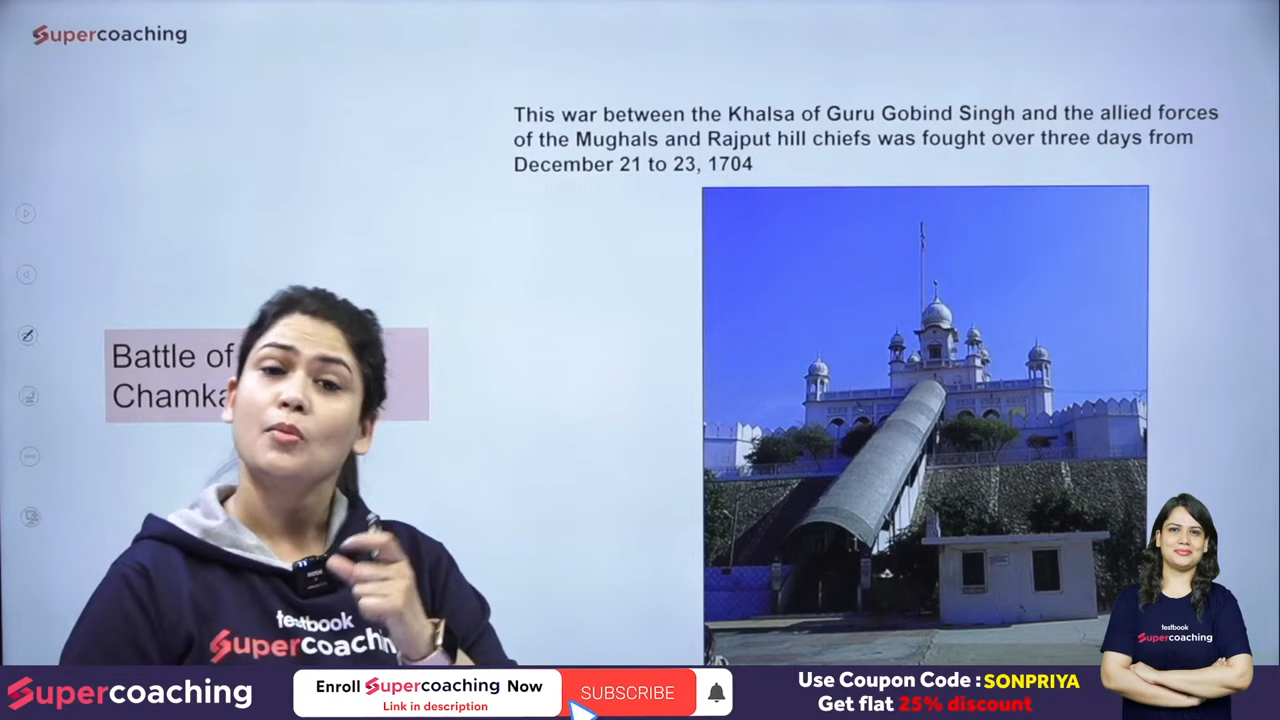 Supercoaching
This war between the Khalsa of Guru Gobind Singh and the allied forces
of the Mughals and Rajput hill chiefs was fought over three days from
December 21 to 23, 1704
Battle of
Chamka
testbook
Supercoachin
testbook
Supercoaching
Supercoaching
Enroll Supercoaching Now
Link in description
SUBSCRIBE
Use Coupon Code : SONPRIYA
Get flat 25% discount